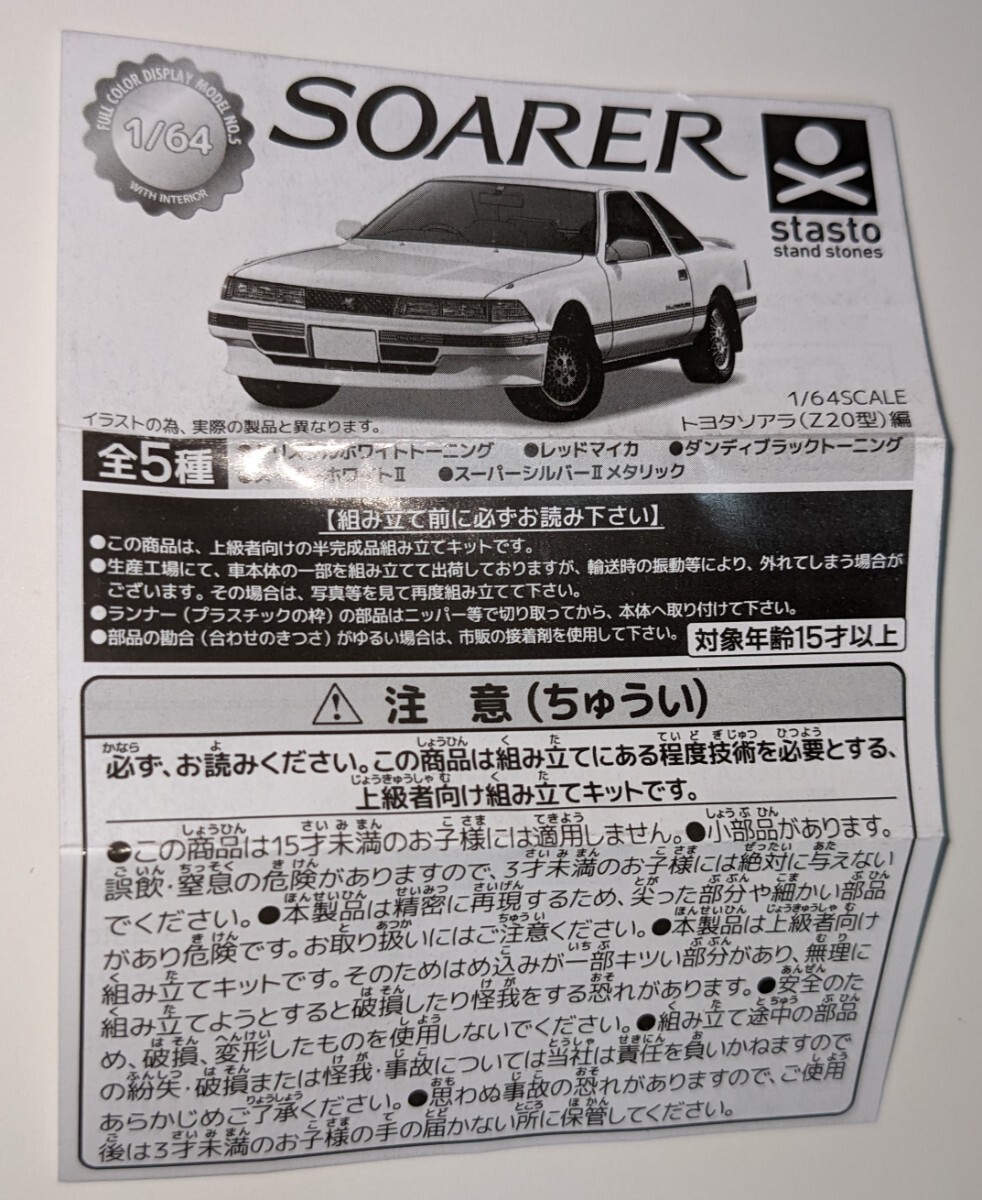 FULL COLOR DISPLAY MODEL NO.5
1/64
WITH INTERIOR
SOARER
stasto
stand stones
1/64SCALE
イラストの為、実際の製品と異なります。
トヨタソアラ(Z20型)編
全5種
リスタルホワイトトーニング ●レッドマイカ ●ダンディブラックトーニング
ホワイトⅡ ●スーパーシルバーⅡメタリック
【組み立て前に必ずお読み下さい】
●この商品は、上級者向けの半完成品組み立てキットです。
●生産工場にて、車本体の一部を組み立てて出荷しておりますが、輸送時の振動等により、外れてしまう場合が
ございます。その場合は、写真等を見て再度組み立てて下さい。
●ランナー(プラスチックの枠)の部品はニッパー等で切り取ってから、本体へ取り付けて下さい。
●部品の勘合(合わせのきつさ)がゆるい場合は、市販の接着剤を使用して下さい。
対象年齢15才以上
注 意(ちゅうい)
必ず、お読みください。この商品は組み立てにある程度技術を必要とする、
上級者向け組み立てキットです。
●この商品は15才未満のお子様には適用しません。●小部品があります。
誤飲・窒息の危険がありますので、3才未満のお子様には絶対に与えない
でください。●本製品は精密に再現するため、尖った部分や細かい部品
があり危険です。お取り扱いにはご注意ください。●本製品は上級者向け
組み立てキットです。そのためはめ込みが一部キツい部分があり、無理に
組み立てようとすると破損したり怪我をする恐れがあります。●安全のた
め、破損、変形したものを使用しないでください。●組み立て途中の部品
の紛失・破損または怪我・事故については当社は責任を負いかねますので
あらかじめご了承ください。●思わぬ事故の恐れがありますので、ご使用
後は3才未満のお子様の手の届かない所に保管してください。